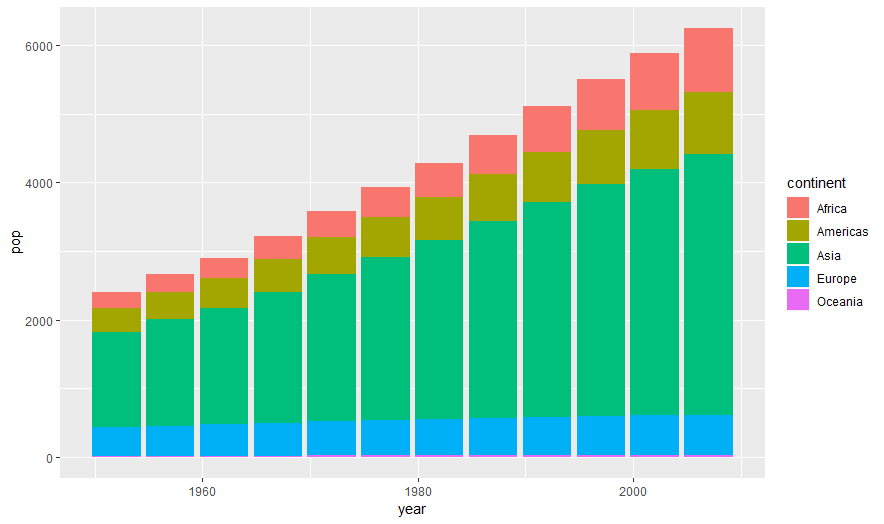 pop
6000
4000
2000
0
1960 1980 2000
year
continent
Africa
Americas
Asia
Europe
Oceania